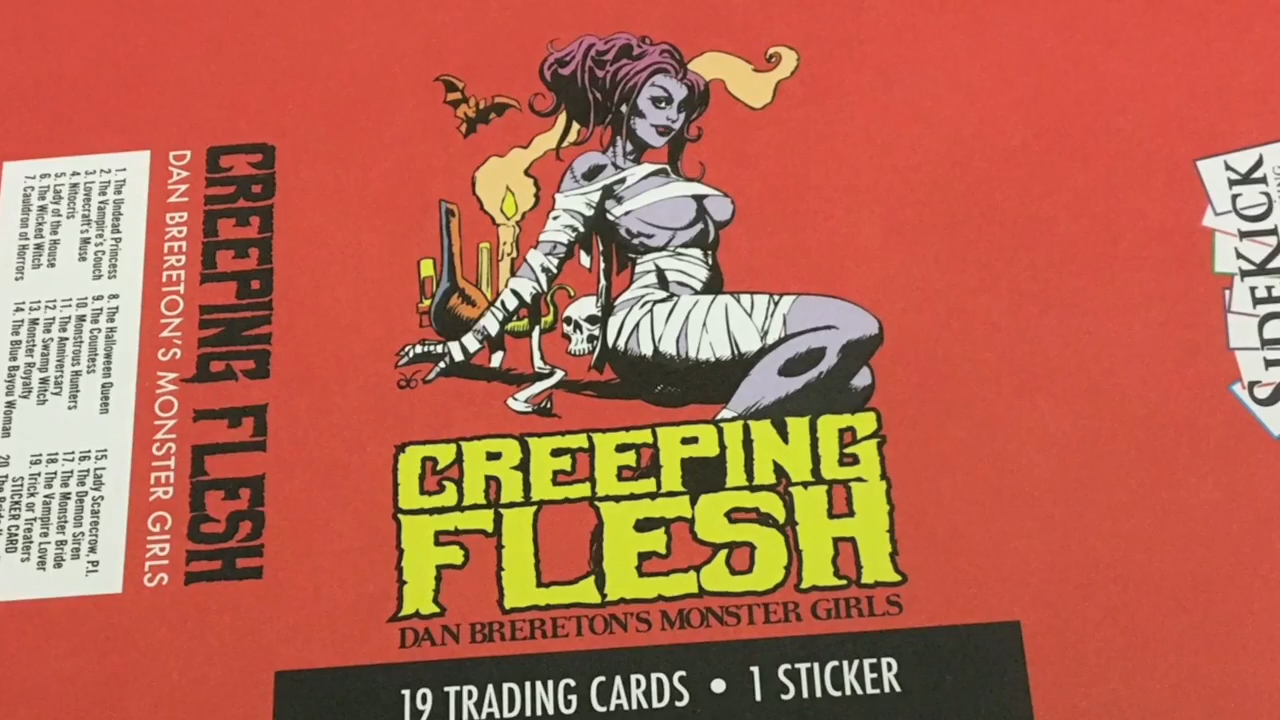 CREEPING
FLESH
DAN BRERETON'S MONSTER GIRLS
19 TRADING CARDS • 1 STICKER
CREEPING FLESH
DAN BRERETON'S MONSTER GIRLS
1. The Undead Princess
2. The Vampire's Couch
3. Lovecraft's Muse
4. Nitocris
5. Lady of the House
6. The Wicked Witch
7. Cauldron of Horrors
8. The Halloween Queen
9. The Countess
10. Monstrous Hunters
11. The Anniversary
12. The Swamp Witch
13. Monster Royalty
14. The Blue Bayou Woman
15. Lady Scarecrow, P.I.
16. The Demon Siren
17. The Monster Bride
18. The Vampire Lover
19. Trick or Treaters
STICKER CARD
20. The
SIDEKICK